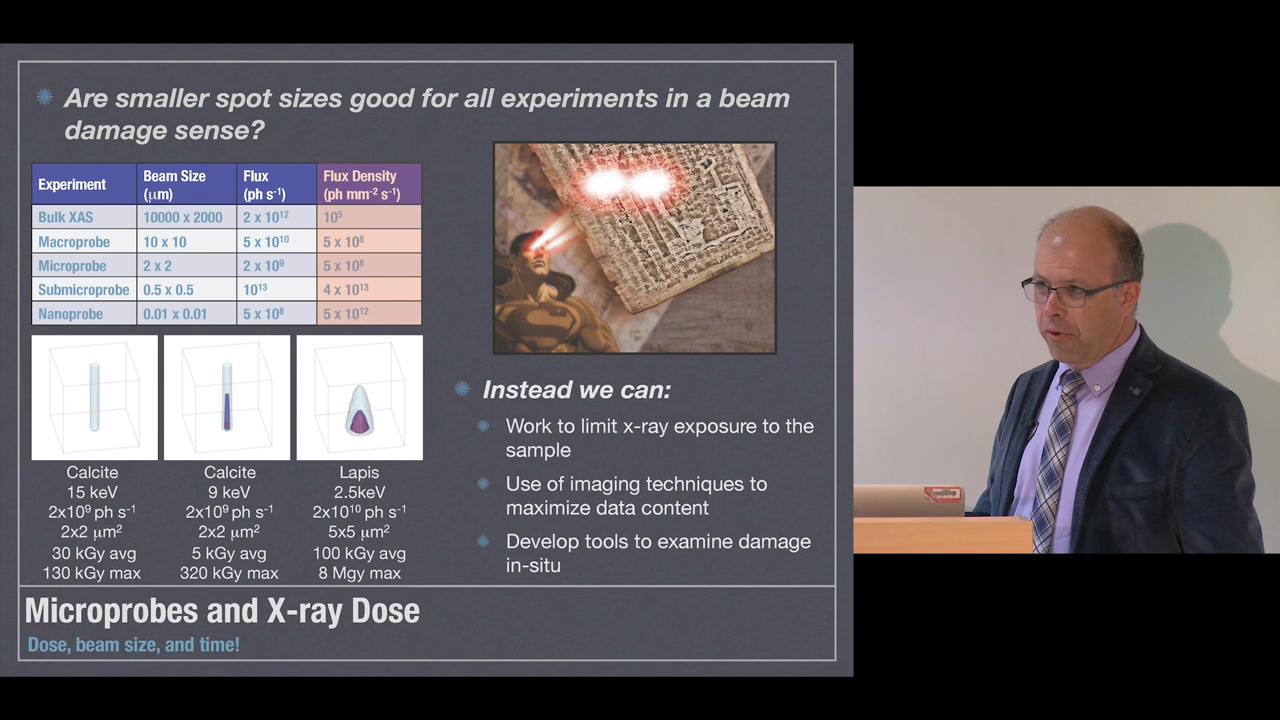 Are smaller spot sizes good for all experiments in a beam
damage sense?
Experiment Beam Size (μm) Flux (ph s⁻¹) Flux Density (ph mm⁻² s⁻¹)
Bulk XAS 10000 x 2000 2 x 10¹² 10⁵
Macroprobe 10 x 10 5 x 10¹⁰ 5 x 10⁸
Microprobe 2 x 2 2 x 10⁹ 5 x 10⁸
Submicroprobe 0.5 x 0.5 10¹³ 4 x 10¹³
Nanoprobe 0.01 x 0.01 5 x 10⁸ 5 x 10¹²
Calcite
15 keV
2x10⁹ ph s⁻¹
2x2 μm²
30 kGy avg
130 kGy max
Calcite
9 keV
2x10⁹ ph s⁻¹
2x2 μm²
5 kGy avg
320 kGy max
Lapis
2.5keV
2x10¹⁰ ph s⁻¹
5x5 μm²
100 kGy avg
8 Mgy max
Instead we can:
Work to limit x-ray exposure to the
sample
Use of imaging techniques to
maximize data content
Develop tools to examine damage
in-situ
Microprobes and X-ray Dose
Dose, beam size, and time!